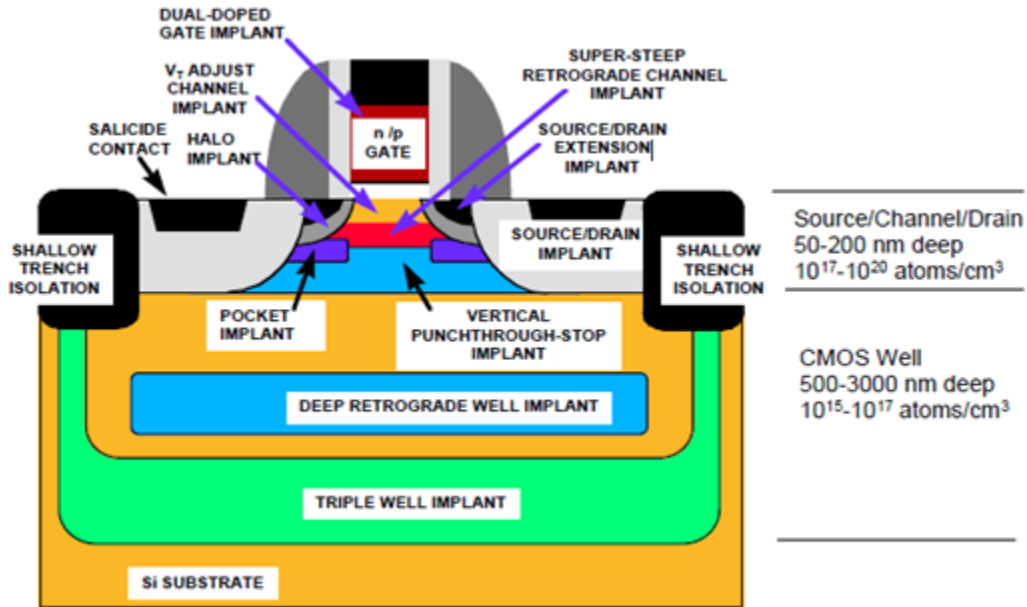 DUAL-DOPED
GATE IMPLANT
V_T ADJUST
CHANNEL
IMPLANT
SUPER-STEEP
RETROGRADE CHANNEL
IMPLANT
SALICIDE
CONTACT
HALO
IMPLANT
n /p
GATE
SOURCE/DRAIN
EXTENSION
IMPLANT
SHALLOW
TRENCH
ISOLATION
SOURCE/DRAIN
IMPLANT
SHALLOW
TRENCH
ISOLATION
Source/Channel/Drain
50-200 nm deep
10¹⁷-10²⁰ atoms/cm³
POCKET
IMPLANT
VERTICAL
PUNCHTHROUGH-STOP
IMPLANT
CMOS Well
500-3000 nm deep
10¹⁵-10¹⁷ atoms/cm³
DEEP RETROGRADE WELL IMPLANT
TRIPLE WELL IMPLANT
Si SUBSTRATE